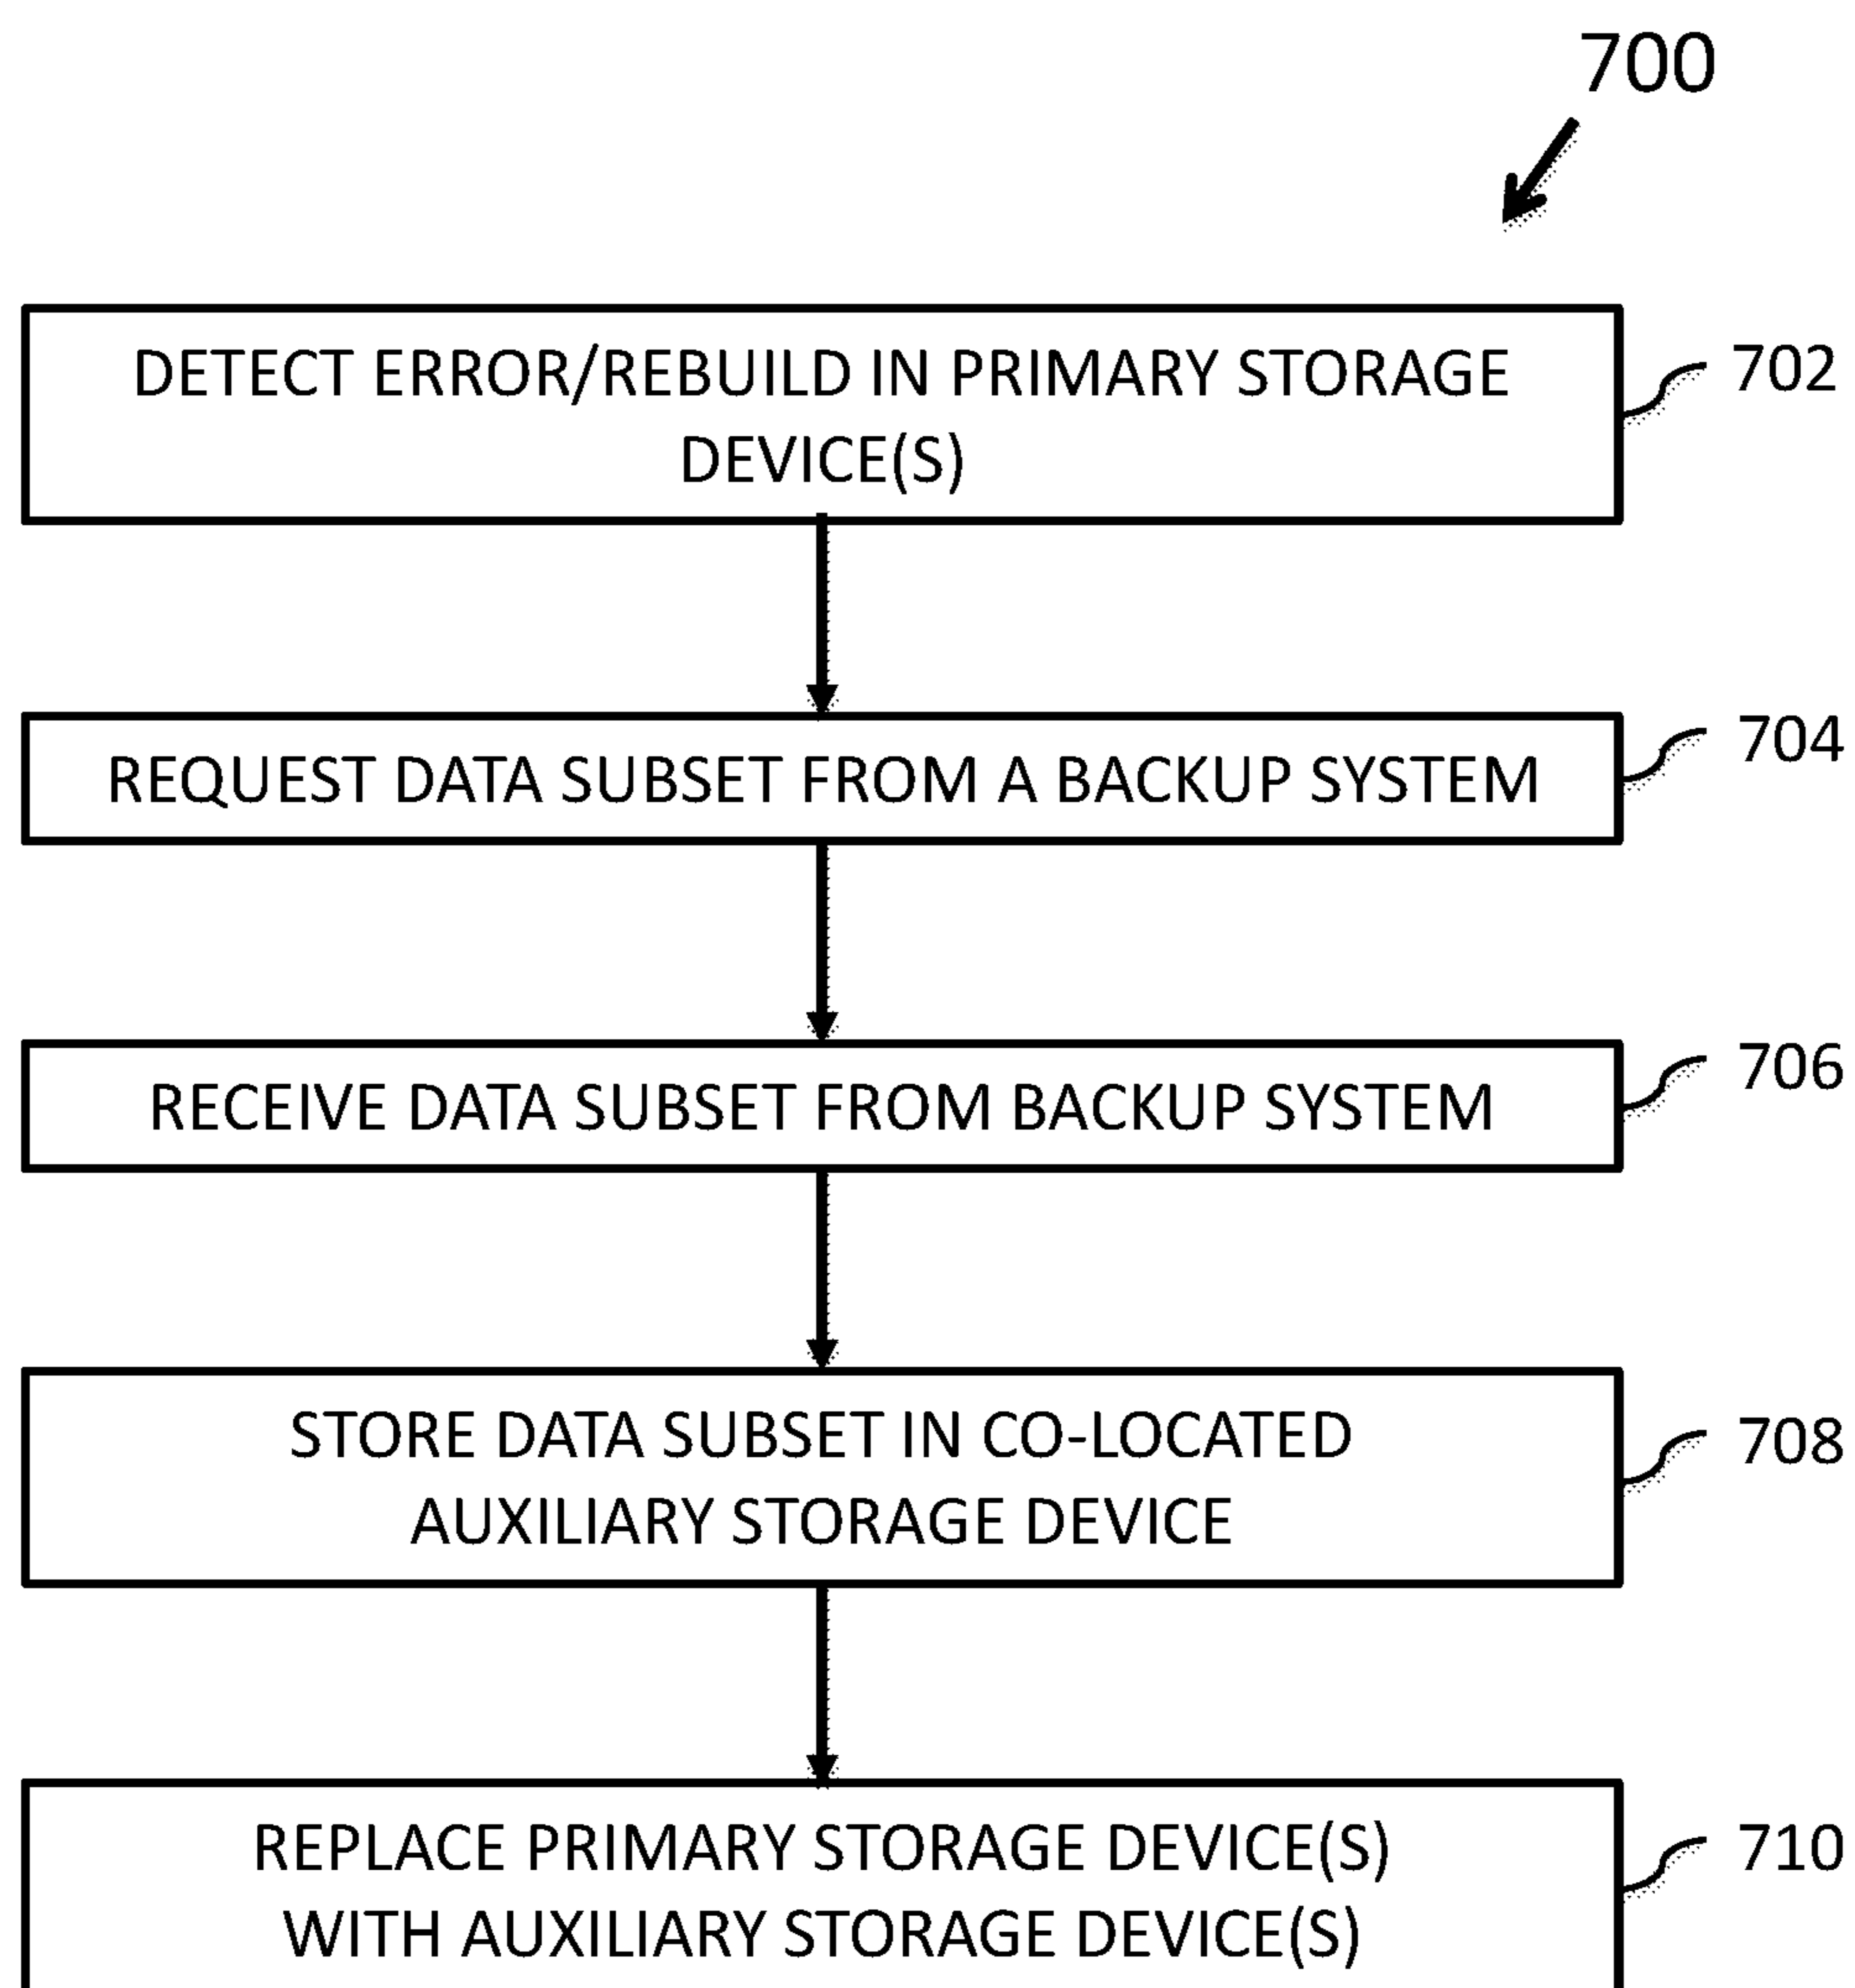 700
DETECT ERROR/REBUILD IN PRIMARY STORAGE
DEVICE(S)
702
REQUEST DATA SUBSET FROM A BACKUP SYSTEM
704
RECEIVE DATA SUBSET FROM BACKUP SYSTEM
706
STORE DATA SUBSET IN CO-LOCATED
AUXILIARY STORAGE DEVICE
708
REPLACE PRIMARY STORAGE DEVICE(S)
WITH AUXILIARY STORAGE DEVICE(S)
710